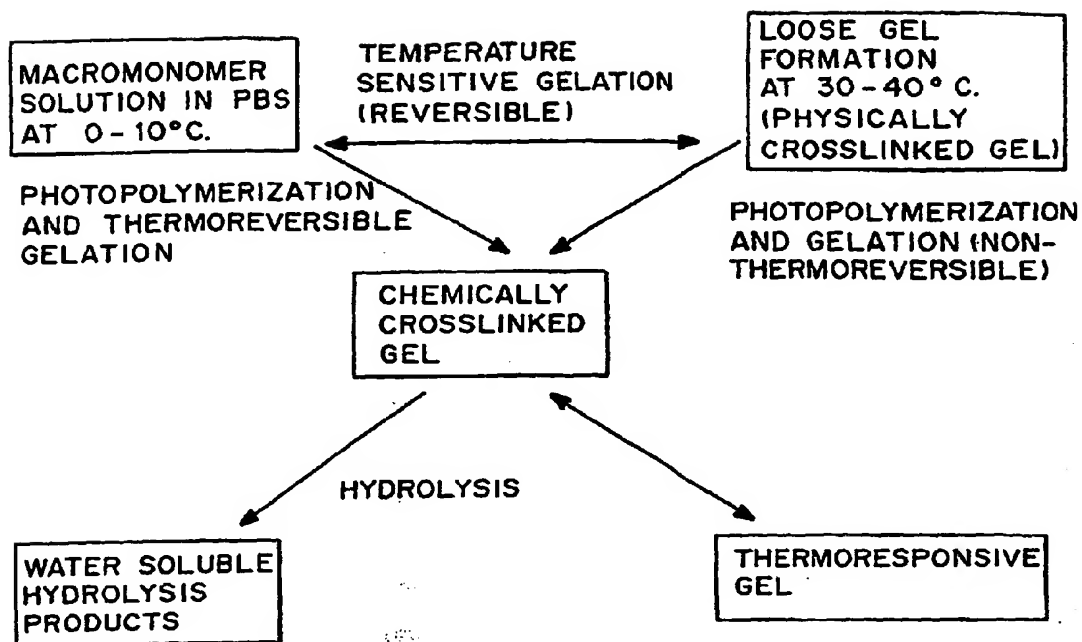 MACROMONOMER
SOLUTION IN PBS
AT 0-10°C.
TEMPERATURE
SENSITIVE GELATION
(REVERSIBLE)
LOOSE GEL
FORMATION
AT 30-40° C.
(PHYSICALLY
CROSSLINKED GEL)
PHOTOPOLYMERIZATION
AND THERMOREVERSIBLE
GELATION
PHOTOPOLYMERIZATION
AND GELATION (NON-
THERMOREVERSIBLE)
CHEMICALLY
CROSSLINKED
GEL
HYDROLYSIS
WATER SOLUBLE
HYDROLYSIS
PRODUCTS
THERMORESPONSIVE
GEL